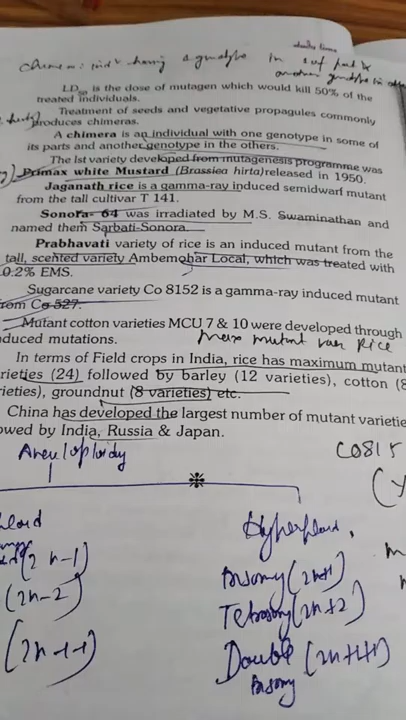 in
LD50 is the dose of mutagen which would kill 50% of the
treated individuals.
Treatment of seeds and vegetative propagules commonly
produces chimeras.
A chimera is an individual with one genotype in some of
its parts and another genotype in the others.
The Ist variety developed from mutagenesis programme was
Primax white Mustard (Brassica hirta)released in 1950.
Jaganath rice is a gamma-ray induced semidwarf mutant
from the tall cultivar T 141.
Sonora- 64 was irradiated by M.S. Swaminathan and
named them Sarbati-Sonora.
Prabhavati variety of rice is an induced mutant from the
tall, scented variety Ambemohar Local, which was treated with
0.2% EMS.
Sugarcane variety Co 8152 is a gamma-ray induced mutant
from Co 527.
Mutant cotton varieties MCU 7 & 10 were developed through
induced mutations.
Max mutant var Rice
In terms of Field crops in India, rice has maximum mutant
rieties (24) followed by barley (12 varieties), cotton (8
rieties), groundnut (8 varieties) etc.
China has developed the largest number of mutant varietie
owed by India, Russia & Japan.
Aneuploidy
CO815
Hyperploid,
(2n-1)
(2n-2)
Trisomy (2n+1)
Tetrasomy (2n+2)
Double (2n+1+1)
Trisomy